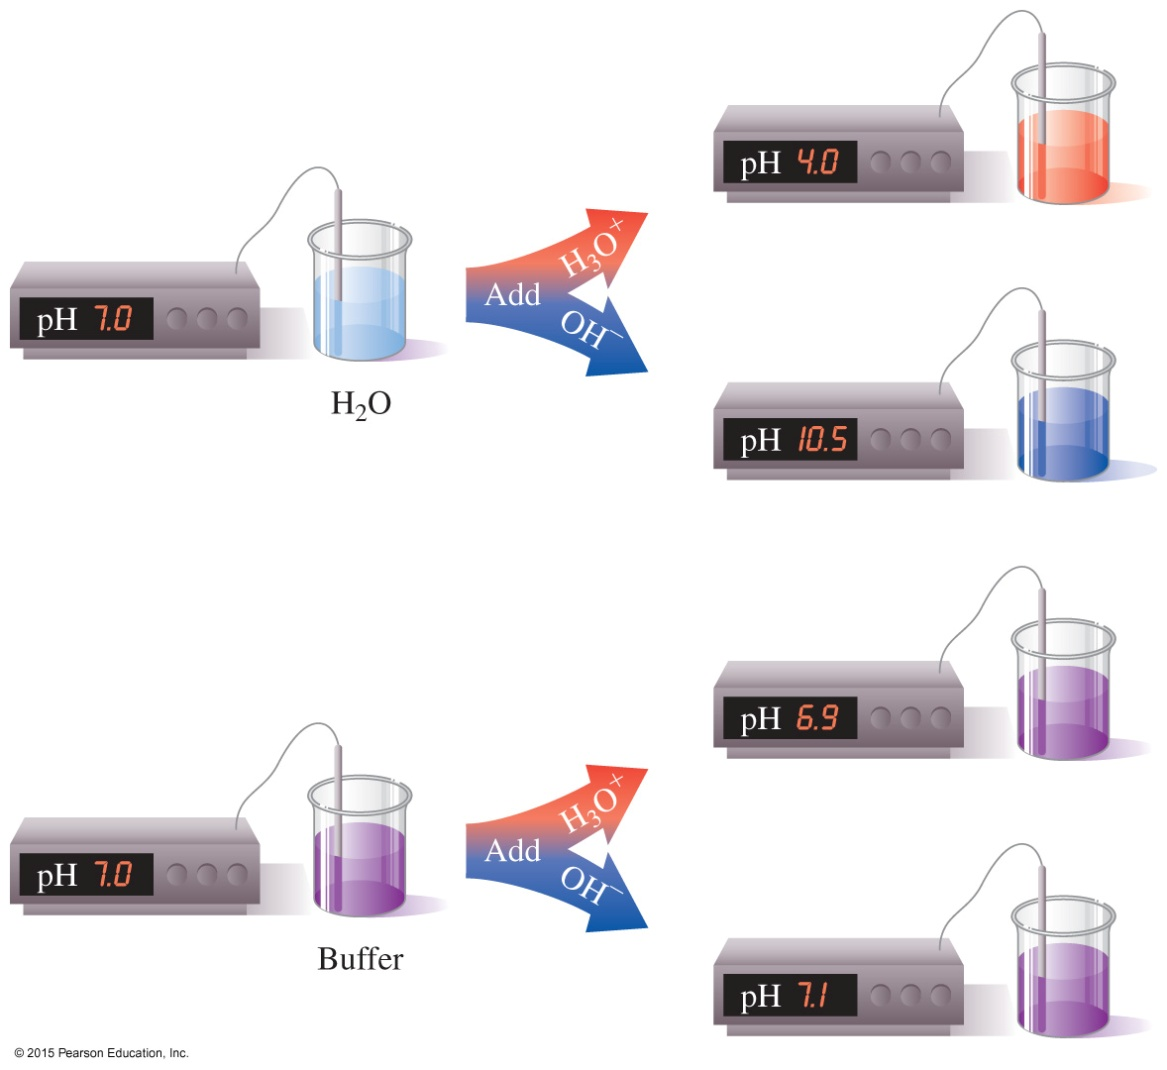 pH 4.0
pH 7.0
H₂O
Add
H₃O⁺
OH⁻
pH 10.5
pH 6.9
pH 7.0
Buffer
Add
H₃O⁺
OH⁻
pH 7.1
© 2015 Pearson Education, Inc.